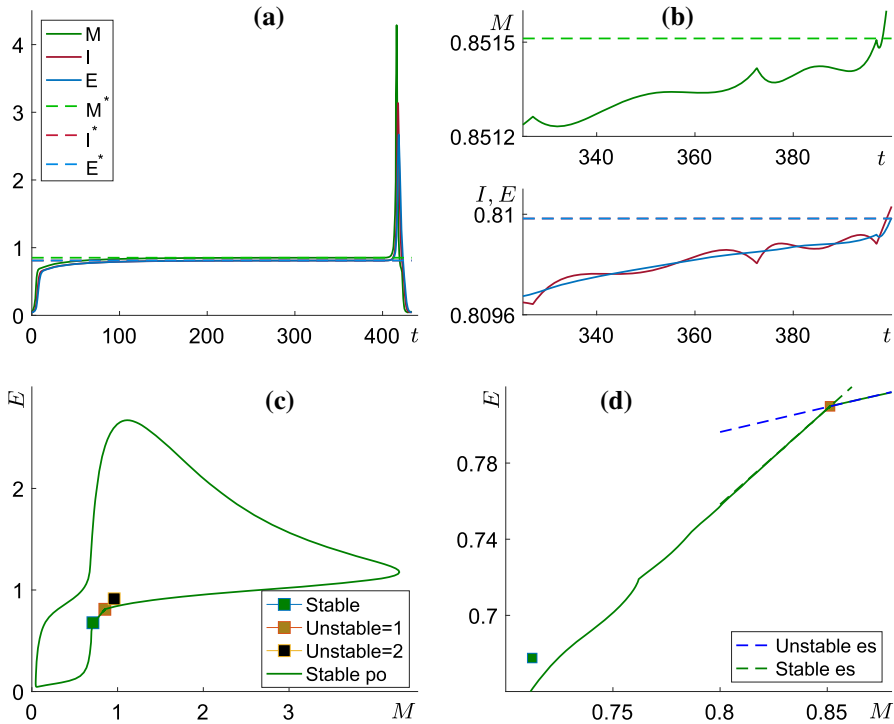 (a)
4
3
2
1
0
0 100 200 300 400 t
M
I
E
M*
I*
E*
(b)
M
0.8515
0.8512
340 360 380 t
I, E
0.81
0.8096
340 360 380 t
(c)
E
2
1
0
0 1 2 3 M
Stable
Unstable=1
Unstable=2
Stable po
(d)
E
0.78
0.74
0.7
0.75 0.8 0.85 M
Unstable es
Stable es